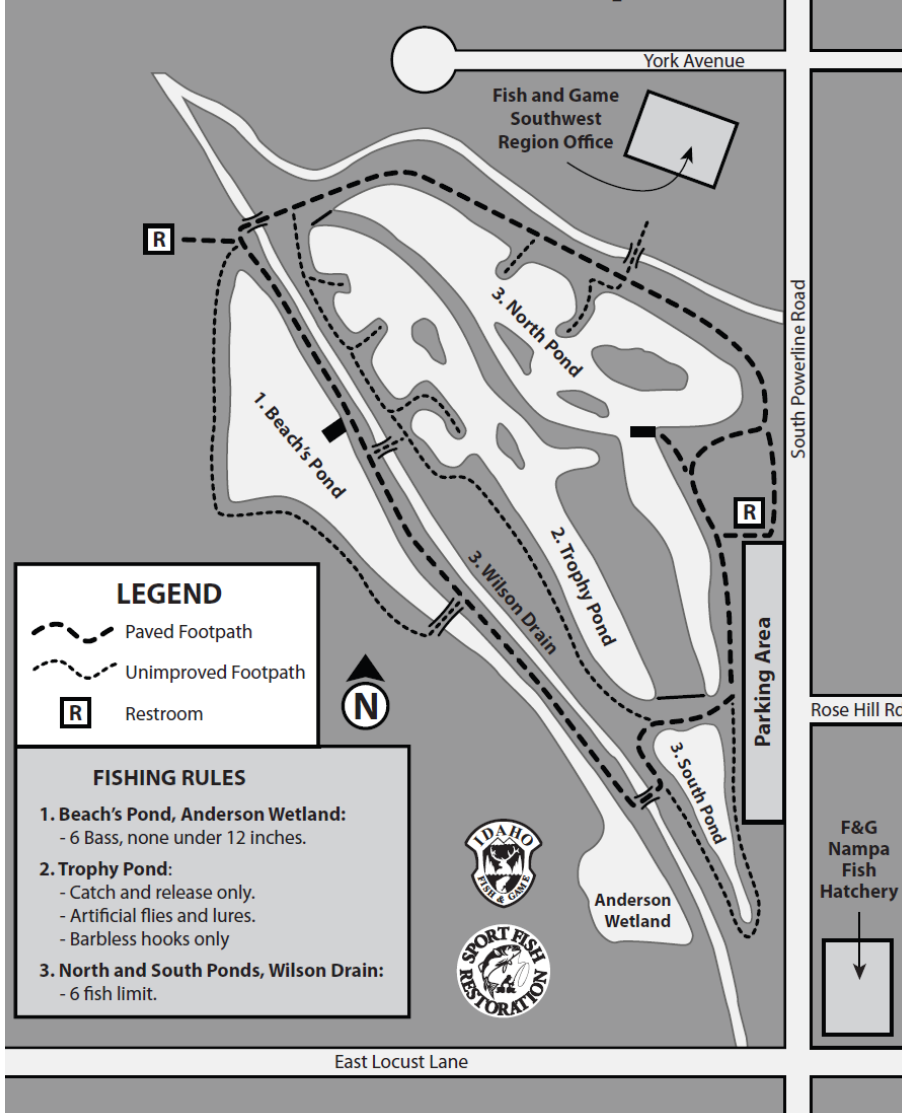 York Avenue
Fish and Game
Southwest
Region Office
R
3. North Pond
South Powerline Road
1. Beach's Pond
R
2. Trophy Pond
3. Wilson Drain
LEGEND
Paved Footpath
Unimproved Footpath
R
Restroom
N
Parking Area
Rose Hill Ro
3. South Pond
FISHING RULES
1. Beach's Pond, Anderson Wetland:
- 6 Bass, none under 12 inches.
2. Trophy Pond:
- Catch and release only.
- Artificial flies and lures.
- Barbless hooks only
3. North and South Ponds, Wilson Drain:
- 6 fish limit.
IDAHO
FISH & GAME
SPORT FISH
RESTORATION
Anderson
Wetland
F&G
Nampa
Fish
Hatchery
East Locust Lane